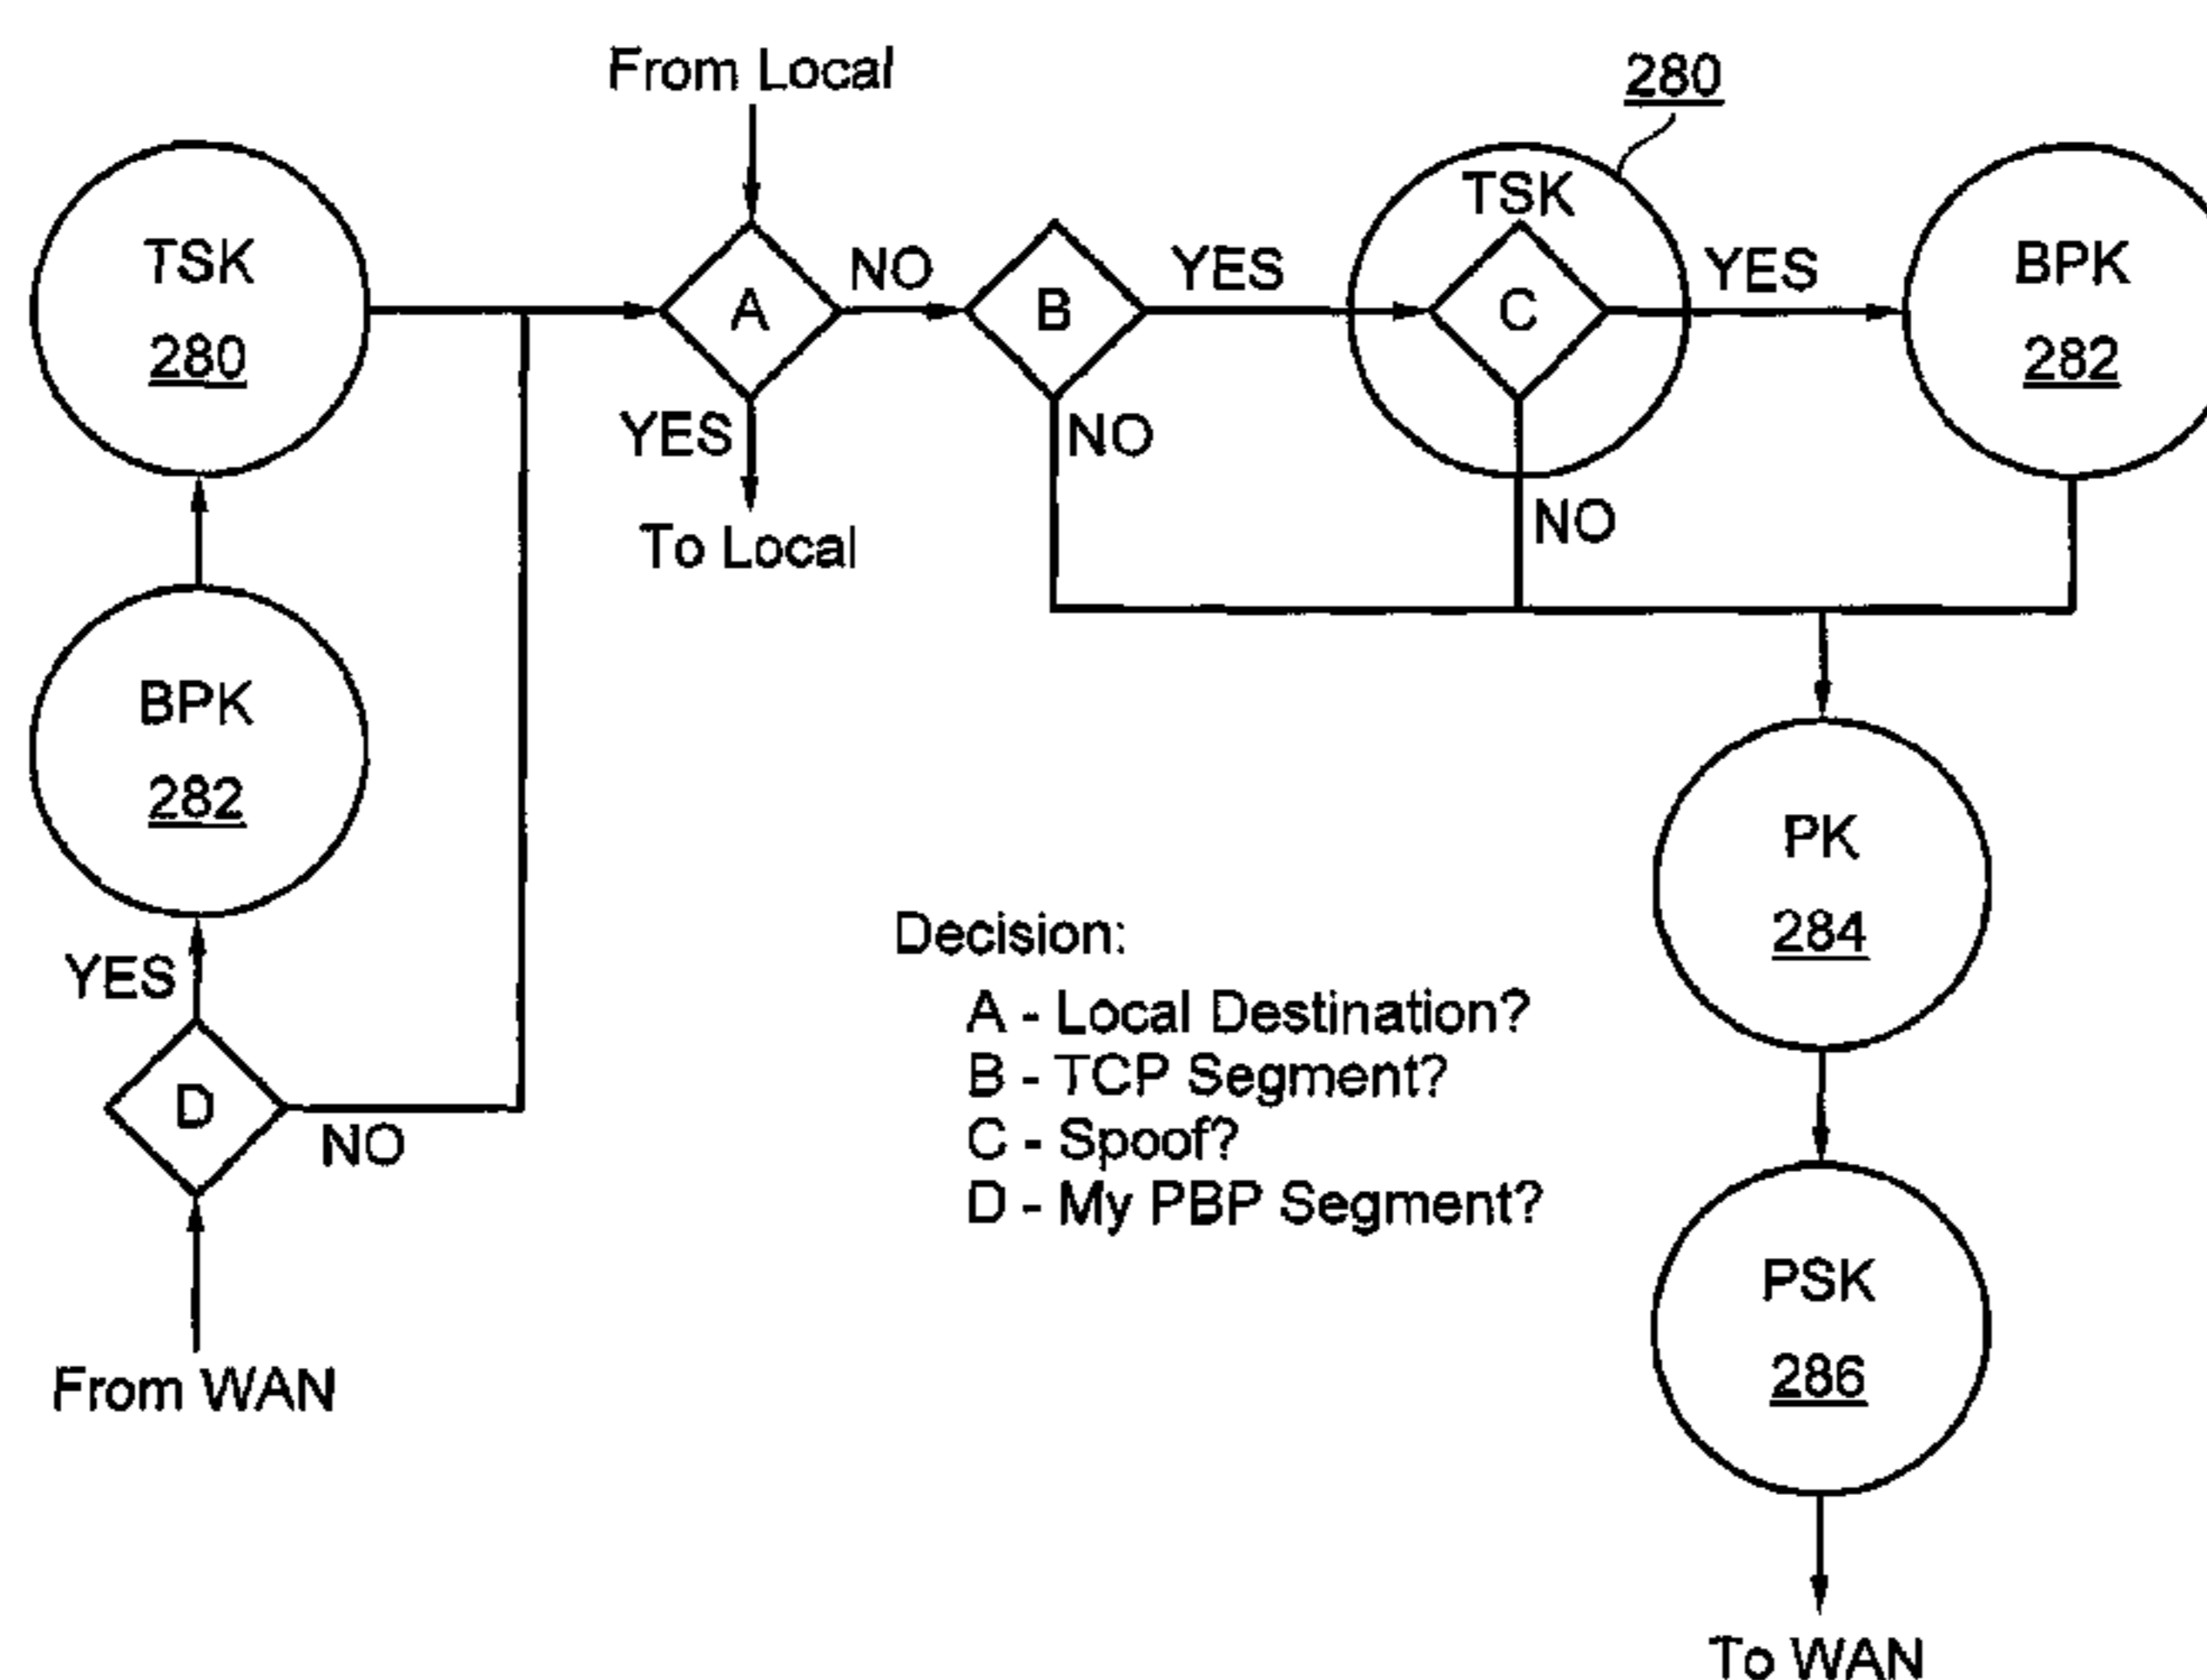 From Local
280
TSK
280
A
NO
B
YES
TSK
C
YES
BPK
282
YES
To Local
NO
NO
BPK
282
PK
284
YES
D
NO
From WAN
Decision:
A - Local Destination?
B - TCP Segment?
C - Spoof?
D - My PBP Segment?
PSK
286
To WAN